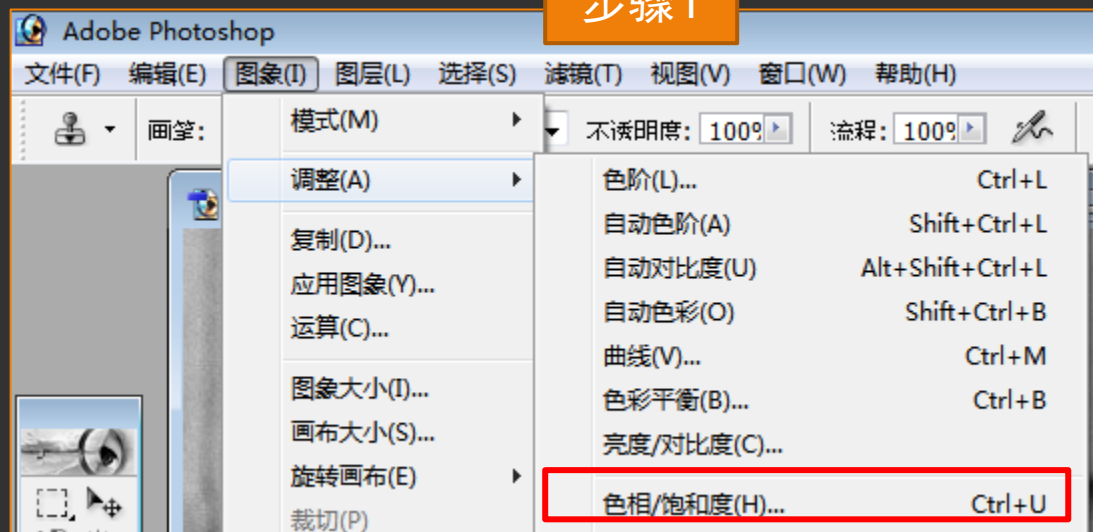 步骤1
Adobe Photoshop
文件(F) 编辑(E) 图象(I) 图层(L) 选择(S) 滤镜(T) 视图(V) 窗口(W) 帮助(H)
画笔: 不透明度: 100% 流程: 100%
模式(M)
调整(A)
复制(D)...
应用图象(Y)...
运算(C)...
图象大小(I)...
画布大小(S)...
旋转画布(E)
裁切(P)
色阶(L)... Ctrl+L
自动色阶(A) Shift+Ctrl+L
自动对比度(U) Alt+Shift+Ctrl+L
自动色彩(O) Shift+Ctrl+B
曲线(V)... Ctrl+M
色彩平衡(B)... Ctrl+B
亮度/对比度(C)...
色相/饱和度(H)... Ctrl+U